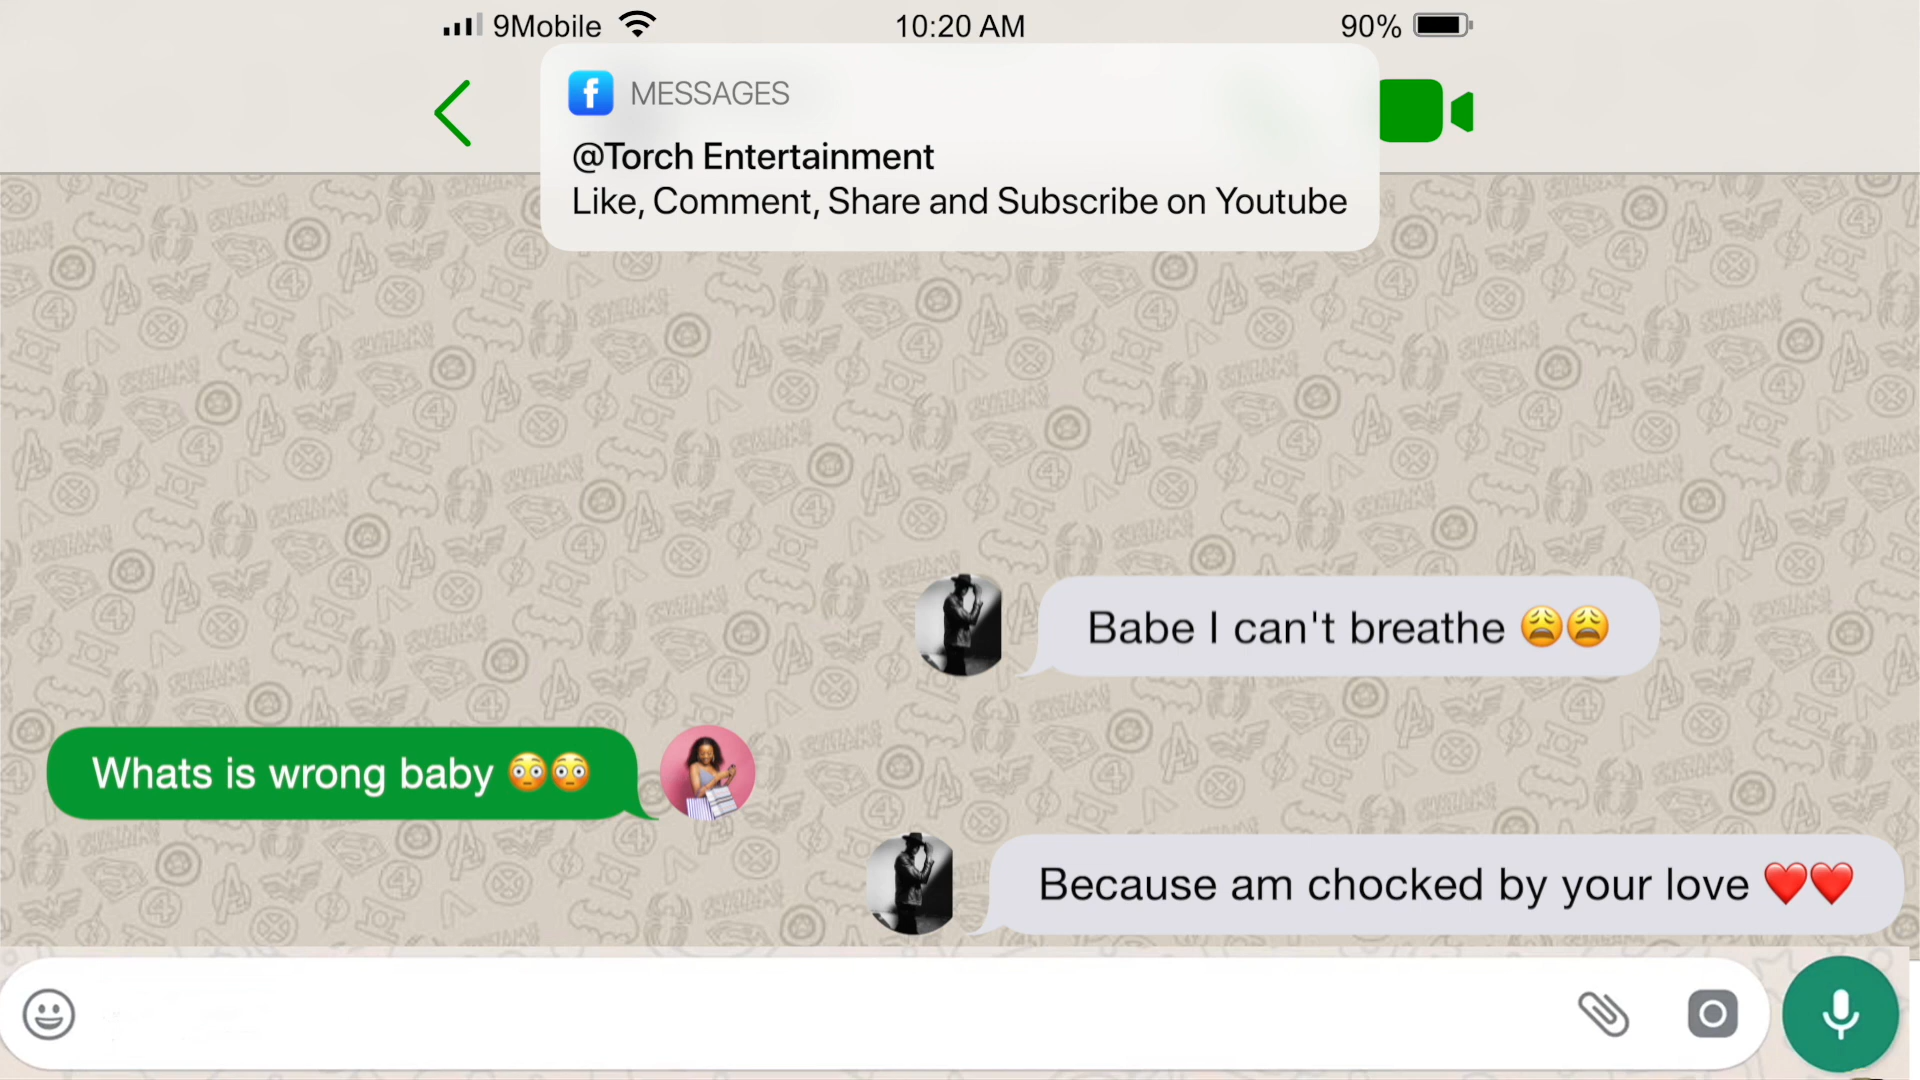 9Mobile 10:20 AM 90%
f MESSAGES
@Torch Entertainment
Like, Comment, Share and Subscribe on Youtube
Babe I can't breathe 😩😩
Whats is wrong baby 😳😳
Because am chocked by your love ❤️❤️